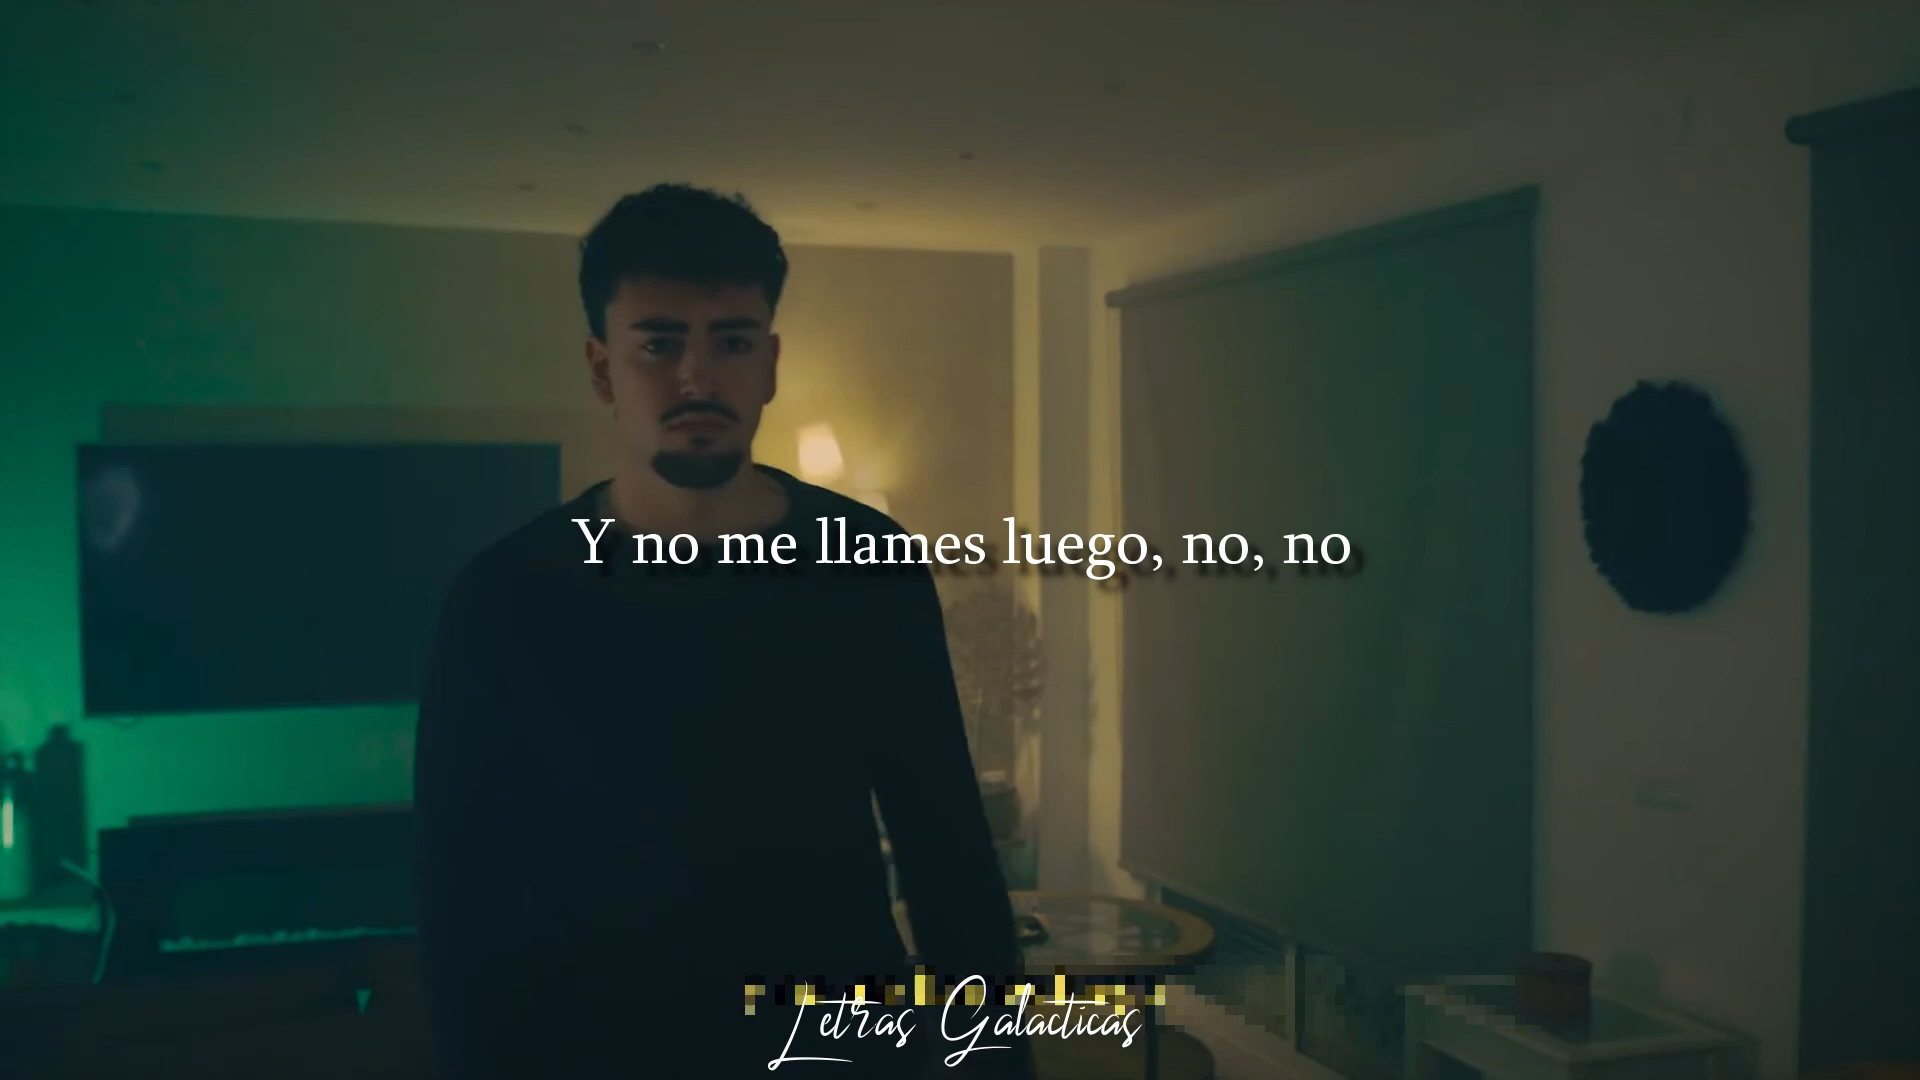 Y no me llames luego, no, no
Letras Galacticas